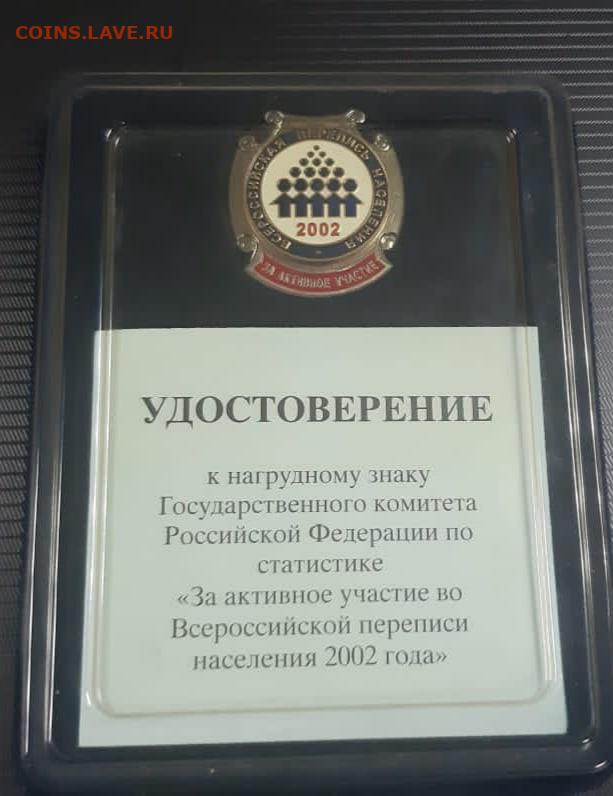 COINS.LAVE.RU
ВСЕРОССИЙСКАЯ ПЕРЕПИСЬ НАСЕЛЕНИЯ
2002
ЗА АКТИВНОЕ УЧАСТИЕ
УДОСТОВЕРЕНИЕ
к нагрудному знаку
Государственного комитета
Российской Федерации по
статистике
«За активное участие во
Всероссийской переписи
населения 2002 года»